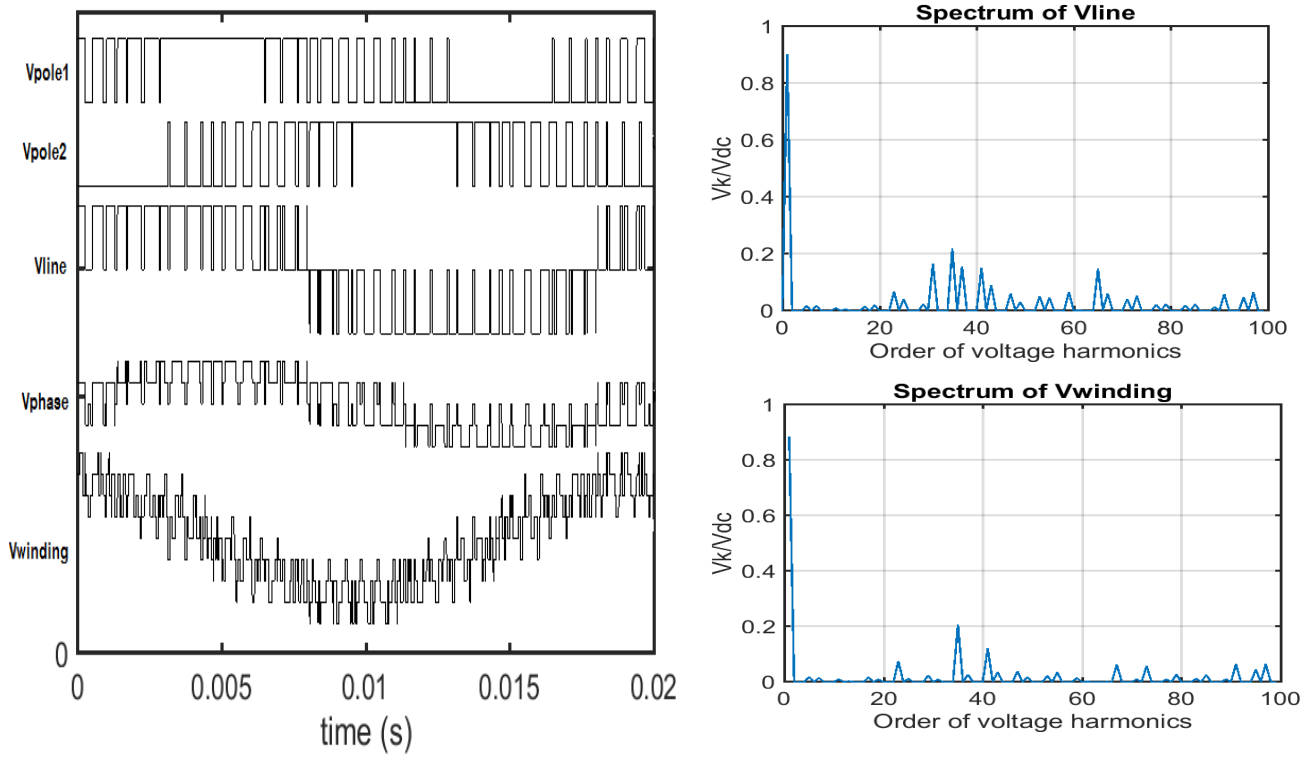 Vpole1
Vpole2
Vline
Vphase
Vwinding
0
0 0.005 0.01 0.015 0.02
time (s)
Spectrum of Vline
1
0.8
0.6
0.4
0.2
0
Vk/Vdc
0 20 40 60 80 100
Order of voltage harmonics
Spectrum of Vwinding
1
0.8
0.6
0.4
0.2
0
Vk/Vdc
0 20 40 60 80 100
Order of voltage harmonics